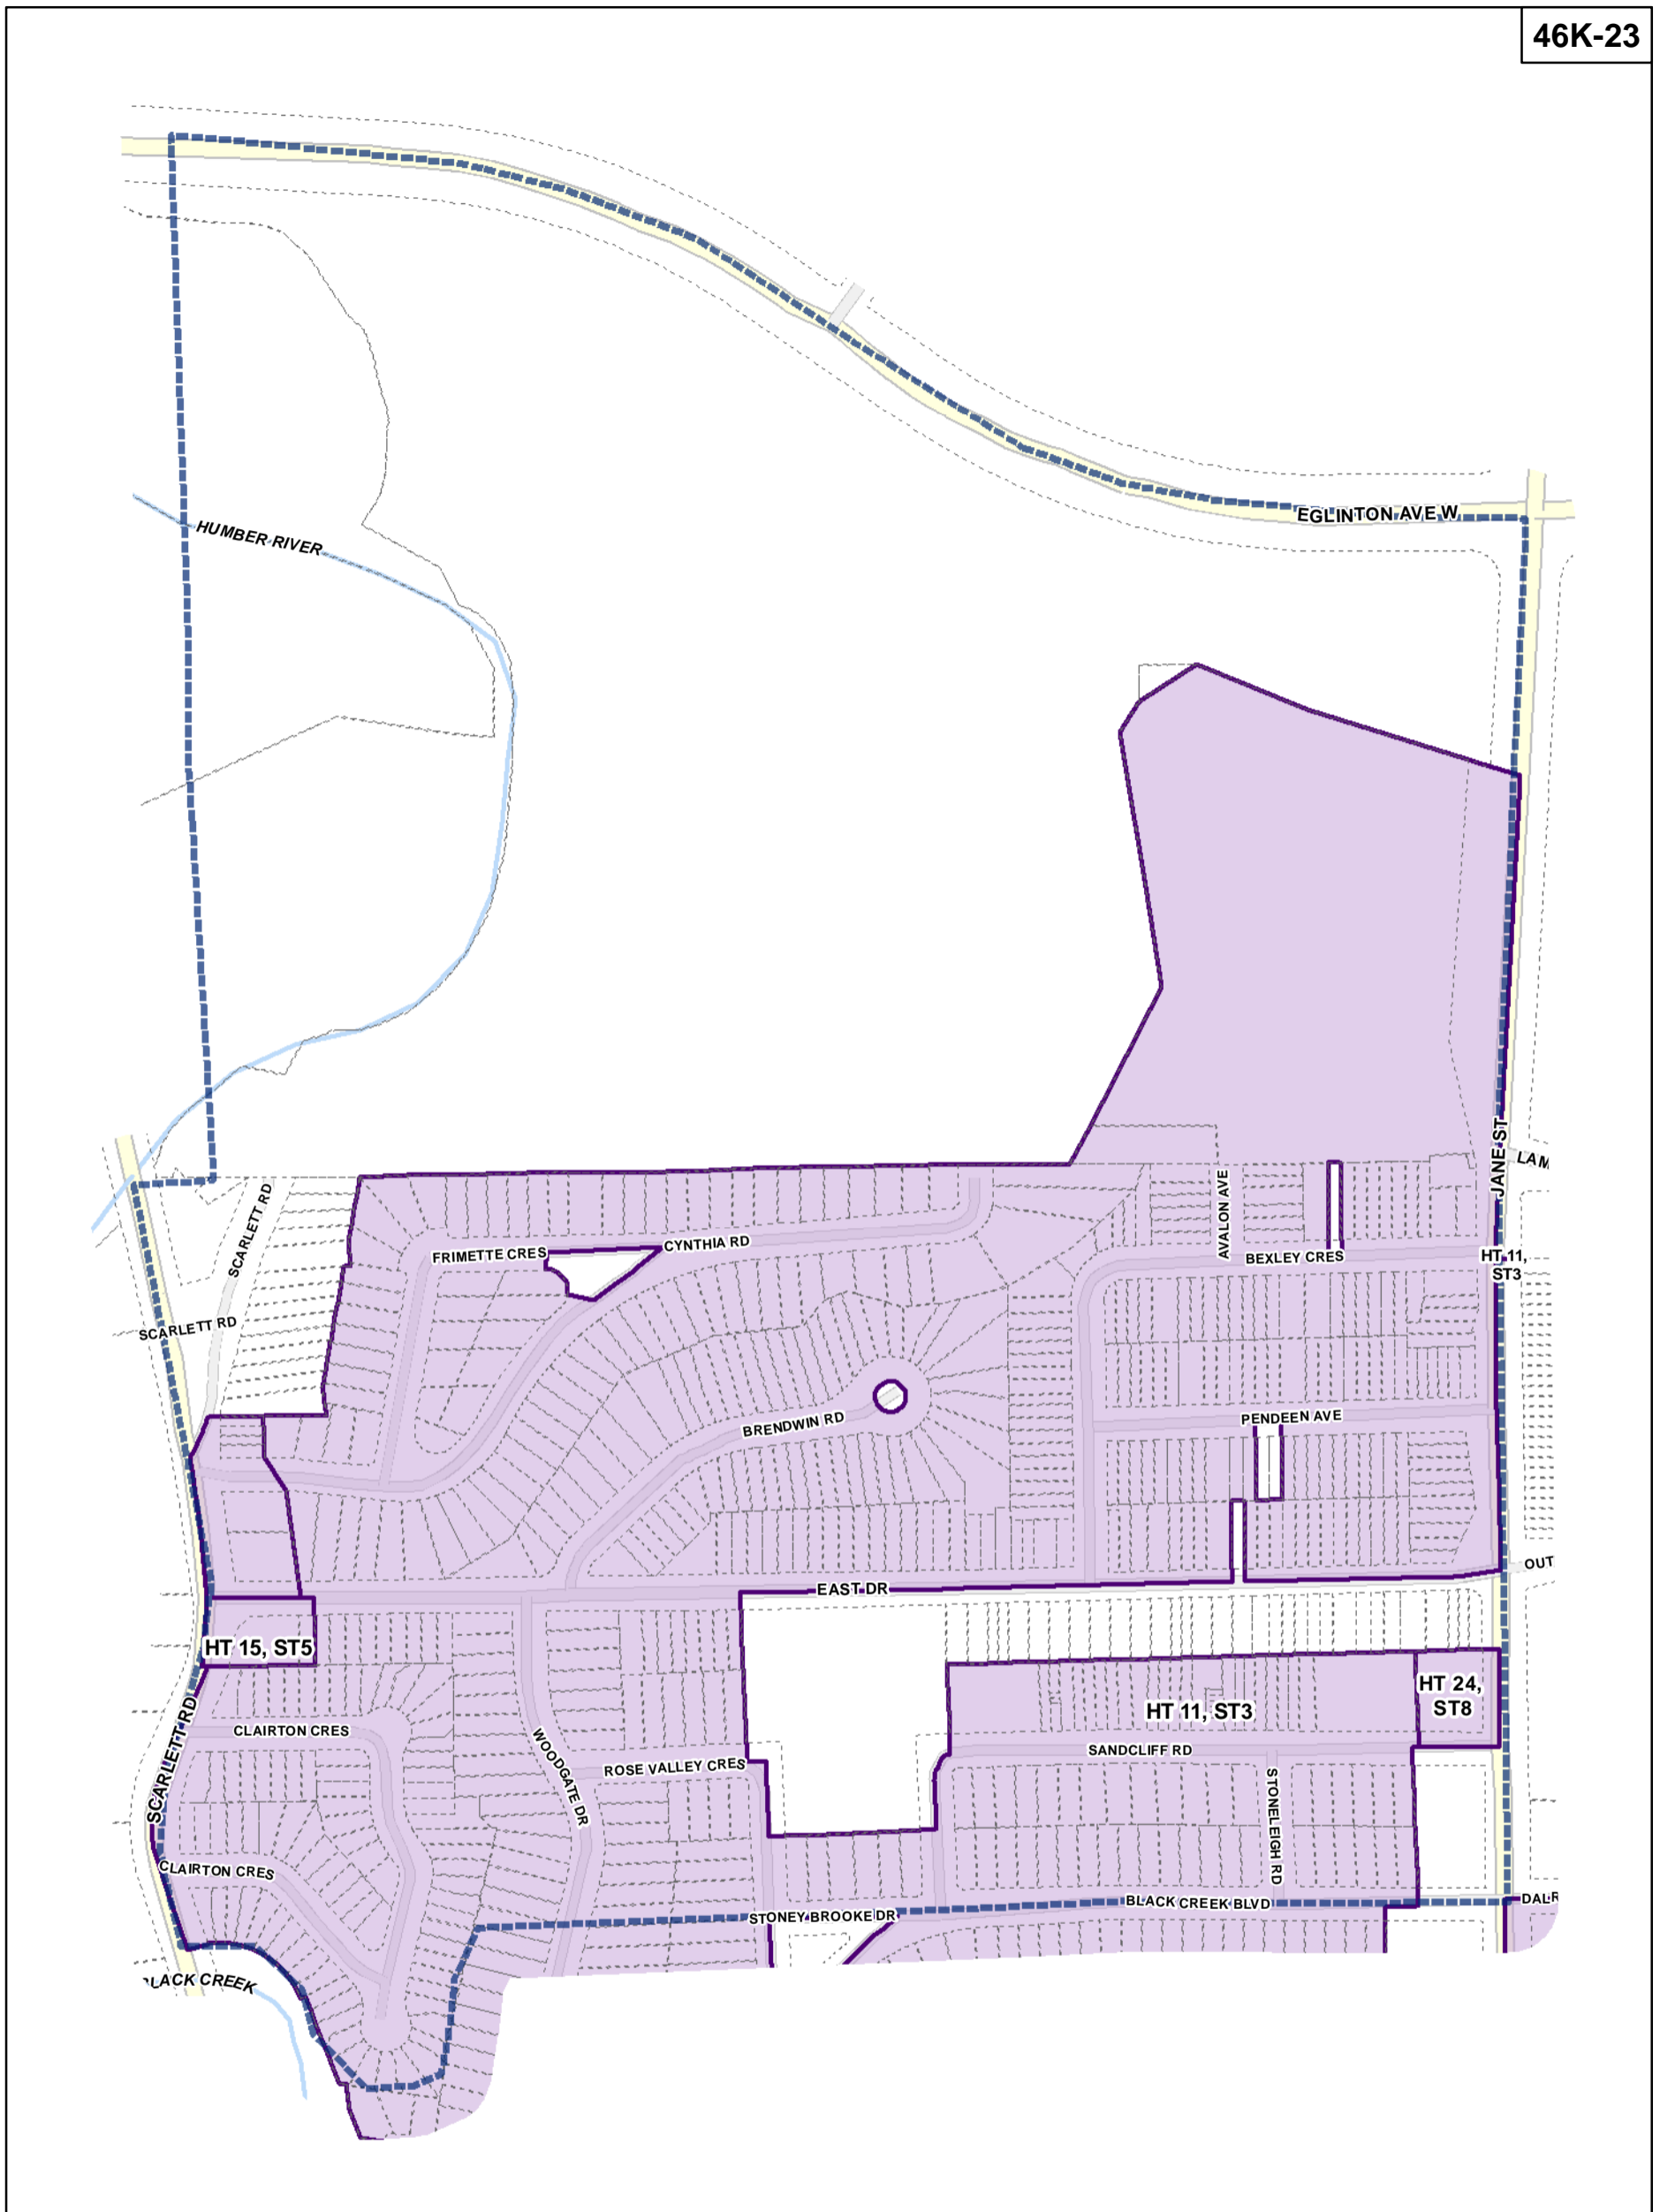 46K-23
EGLINTON AVE W
HUMBER RIVER
JANE ST
LAM
SCARLETT RD
AVALON AVE
CYNTHIA RD
FRIMETTE CRES
BEXLEY CRES
HT 11,
ST3
SCARLETT RD
PENDEEN AVE
BRENDWIN RD
OUT
EAST DR
HT 15, ST5
HT 24,
ST8
HT 11, ST3
SCARLETT RD
CLAIRTON CRES
WOODGATE DR
SANDCLIFF RD
ROSE VALLEY CRES
STONELEIGH RD
CLAIRTON CRES
DALR
BLACK CREEK BLVD
STONEY BROOKE DR
BLACK CREEK